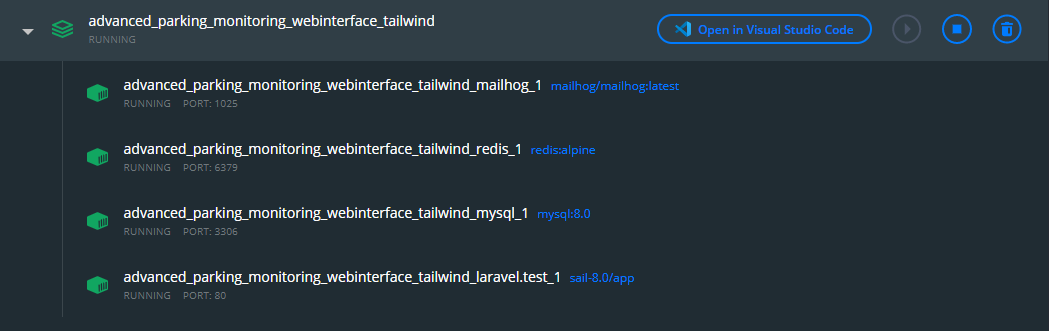 advanced_parking_monitoring_webinterface_tailwind
RUNNING
Open in Visual Studio Code
advanced_parking_monitoring_webinterface_tailwind_mailhog_1 mailhog/mailhog:latest
RUNNING PORT: 1025
advanced_parking_monitoring_webinterface_tailwind_redis_1 redis:alpine
RUNNING PORT: 6379
advanced_parking_monitoring_webinterface_tailwind_mysql_1 mysql:8.0
RUNNING PORT: 3306
advanced_parking_monitoring_webinterface_tailwind_laravel.test_1 sail-8.0/app
RUNNING PORT: 80